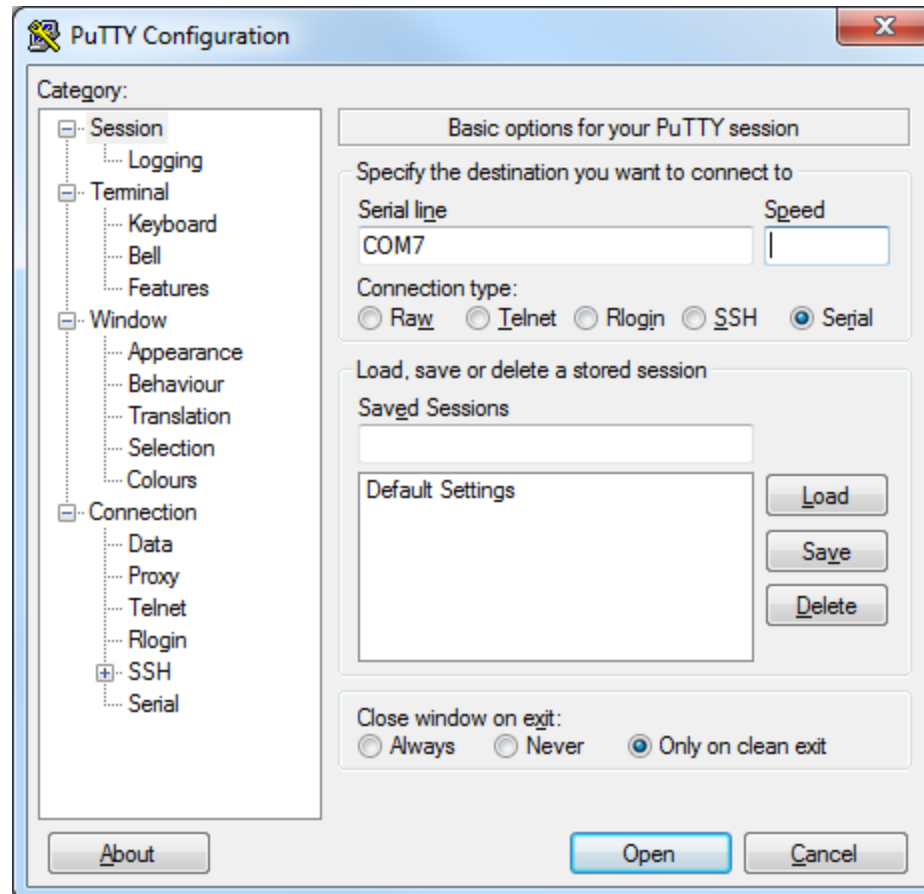 PuTTY Configuration
X
Category:
Session
Logging
Terminal
Keyboard
Bell
Features
Window
Appearance
Behaviour
Translation
Selection
Colours
Connection
Data
Proxy
Telnet
Rlogin
SSH
Serial
Basic options for your PuTTY session
Specify the destination you want to connect to
Serial line Speed
COM7
Connection type:
Raw Telnet Rlogin SSH Serial
Load, save or delete a stored session
Saved Sessions
Default Settings
Load
Save
Delete
Close window on exit:
Always Never Only on clean exit
About Open Cancel